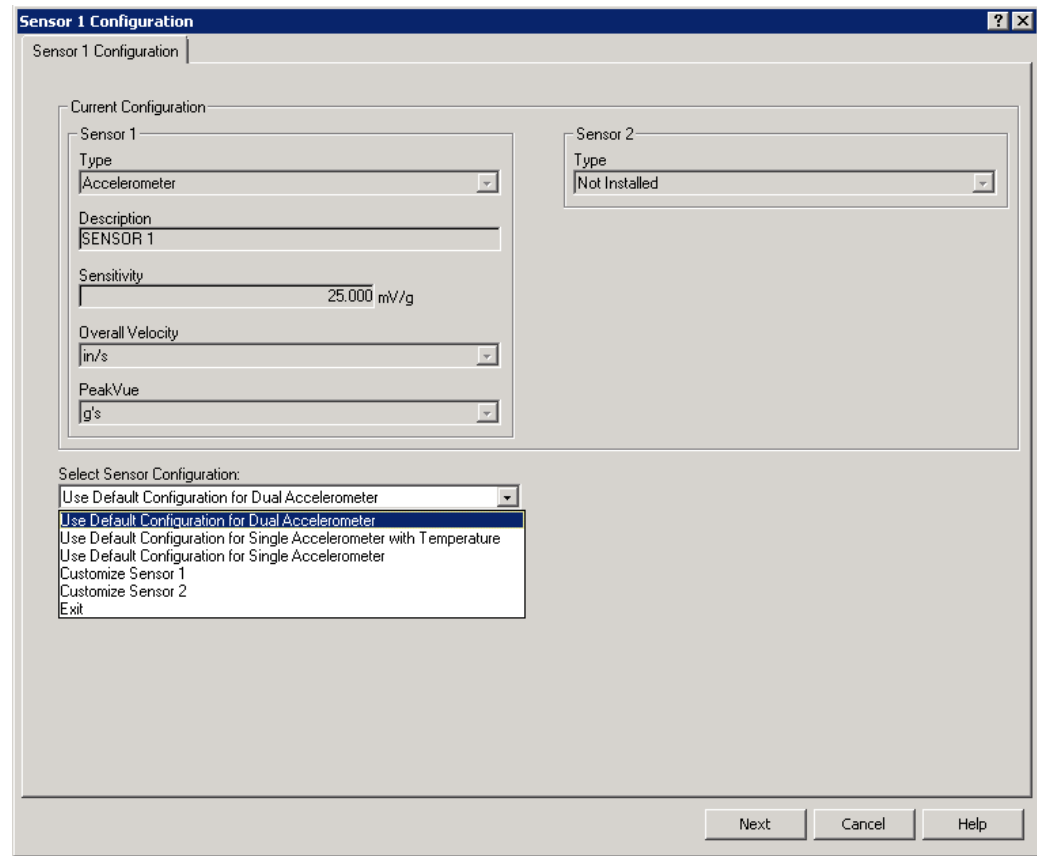 Sensor 1 Configuration
Sensor 1 Configuration
Current Configuration
Sensor 1
Type
Accelerometer
Description
SENSOR 1
Sensitivity
25.000 mV/g
Overall Velocity
in/s
PeakVue
g's
Sensor 2
Type
Not Installed
Select Sensor Configuration:
Use Default Configuration for Dual Accelerometer
Use Default Configuration for Dual Accelerometer
Use Default Configuration for Single Accelerometer with Temperature
Use Default Configuration for Single Accelerometer
Customize Sensor 1
Customize Sensor 2
Exit
Next Cancel Help